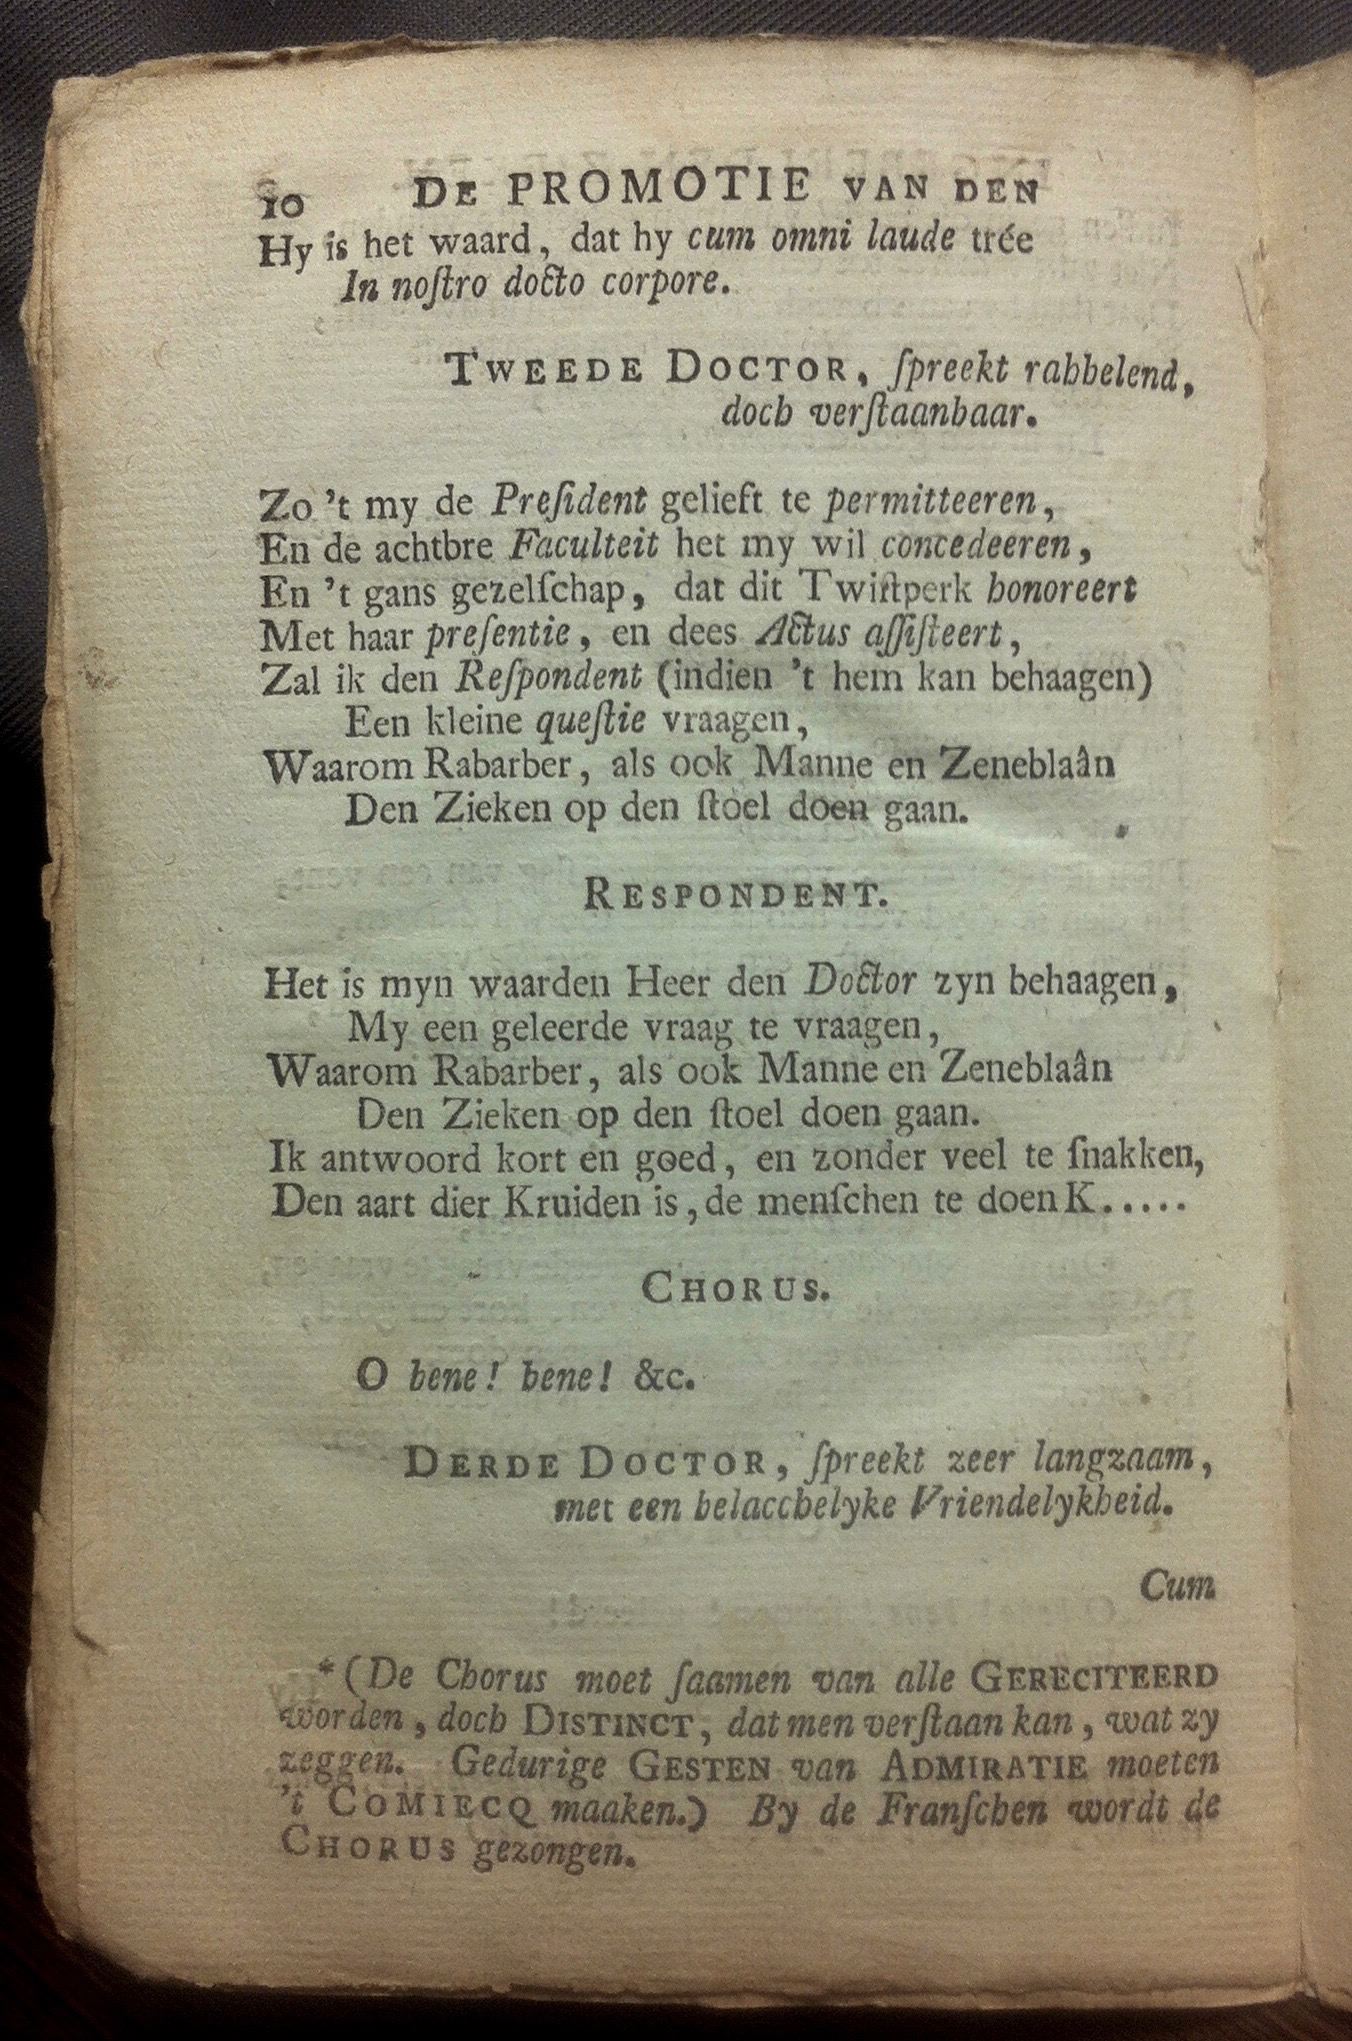 10 DE PROMOTIE VAN DEN
Hy is het waard, dat hy cum omni laude trée
In noſtro docto corpore.
TWEEDE DOCTOR, ſpreekt rabbelend,
doch verſtaanbaar.
Zo 't my de Preſident gelieft te permitteeren,
En de achtbre Faculteit het my wil concedeeren,
En 't gans gezelſchap, dat dit Twiſtperk honoreert
Met haar preſentie, en dees Actus aſſiſteert,
Zal ik den Reſpondent (indien 't hem kan behaagen)
Een kleine queſtie vraagen,
Waarom Rabarber, als ook Manne en Zeneblaân
Den Zieken op den ſtoel doen gaan.
RESPONDENT.
Het is myn waarden Heer den Doctor zyn behaagen,
My een geleerde vraag te vraagen,
Waarom Rabarber, als ook Manne en Zeneblaân
Den Zieken op den ſtoel doen gaan.
Ik antwoord kort en goed, en zonder veel te ſnakken,
Den aart dier Kruiden is, de menſchen te doen K.....
CHORUS.
O bene! bene! &c.
DERDE DOCTOR, ſpreekt zeer langzaam,
met een belacchelyke Vriendelykheid.
Cum
*(De Chorus moet ſaamen van alle GERECITEERD
worden, doch DISTINCT, dat men verſtaan kan, wat zy
zeggen. Gedurige GESTEN van ADMIRATIE moeten
't COMIECQ maaken.) By de Franſchen wordt de
CHORUS gezongen.